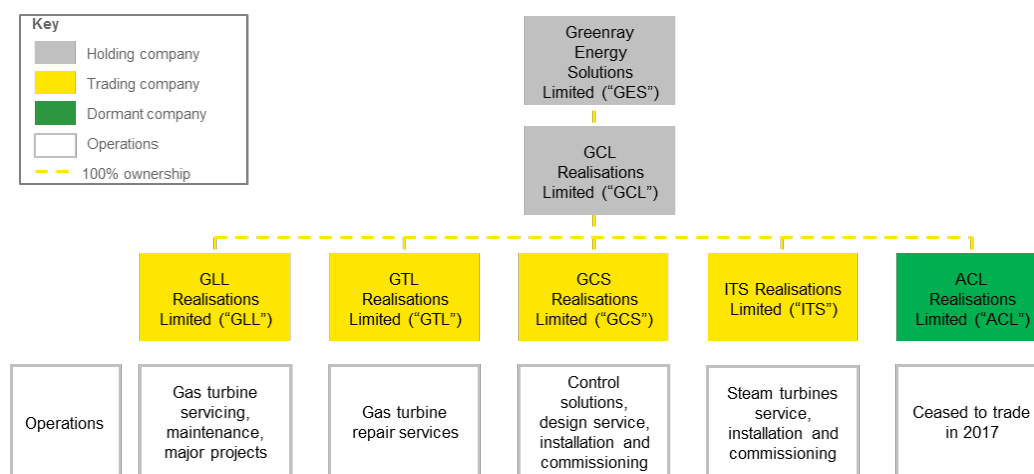 Key
Holding company
Trading company
Dormant company
Operations
100% ownership
Greenray
Energy
Solutions
Limited (“GES”)
GCL
Realisations
Limited (“GCL”)
GLL
Realisations
Limited (“GLL”)
GTL
Realisations
Limited (“GTL”)
GCS
Realisations
Limited (“GCS”)
ITS Realisations
Limited (“ITS”)
ACL
Realisations
Limited (“ACL”)
Operations
Gas turbine
servicing,
maintenance,
major projects
Gas turbine
repair services
Control
solutions,
design service,
installation and
commissioning
Steam turbines
service,
installation and
commissioning
Ceased to trade
in 2017